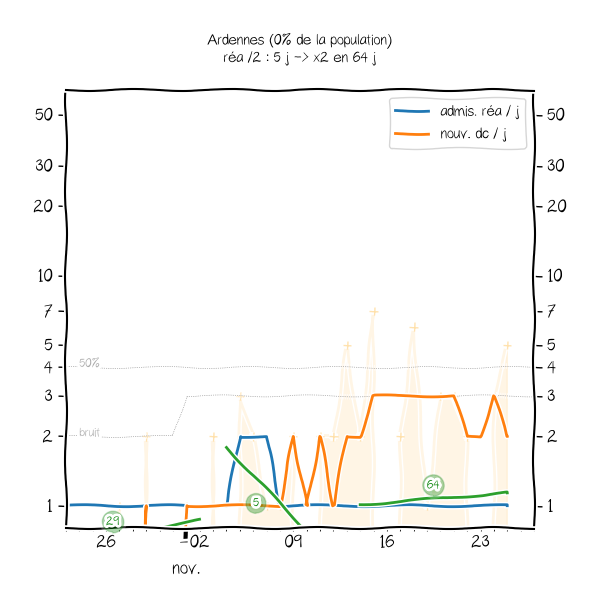 Ardennes (0% de la population)
réa /2 : 5 j -> x2 en 64 j
admis. réa / j
nouv. dc / j
50 50
30 30
20 20
10 10
7 7
5 5
50%
4 4
3 3
bruit
2 2
64
5
1 1
29
26 02 09 16 23
nov.